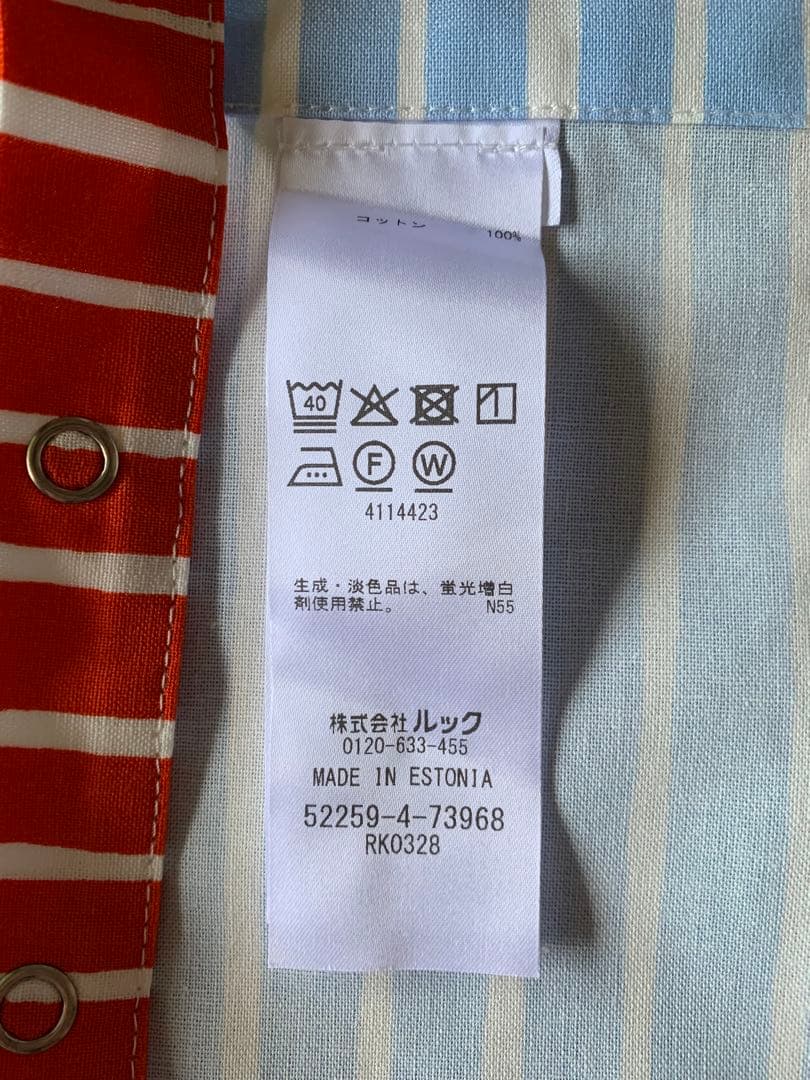 コットン
100%
40
F W
4114423
生成・淡色品は、蛍光増白
剤使用禁止。 N55
株式会社ルック
0120-633-455
MADE IN ESTONIA
52259-4-73968
RK0328